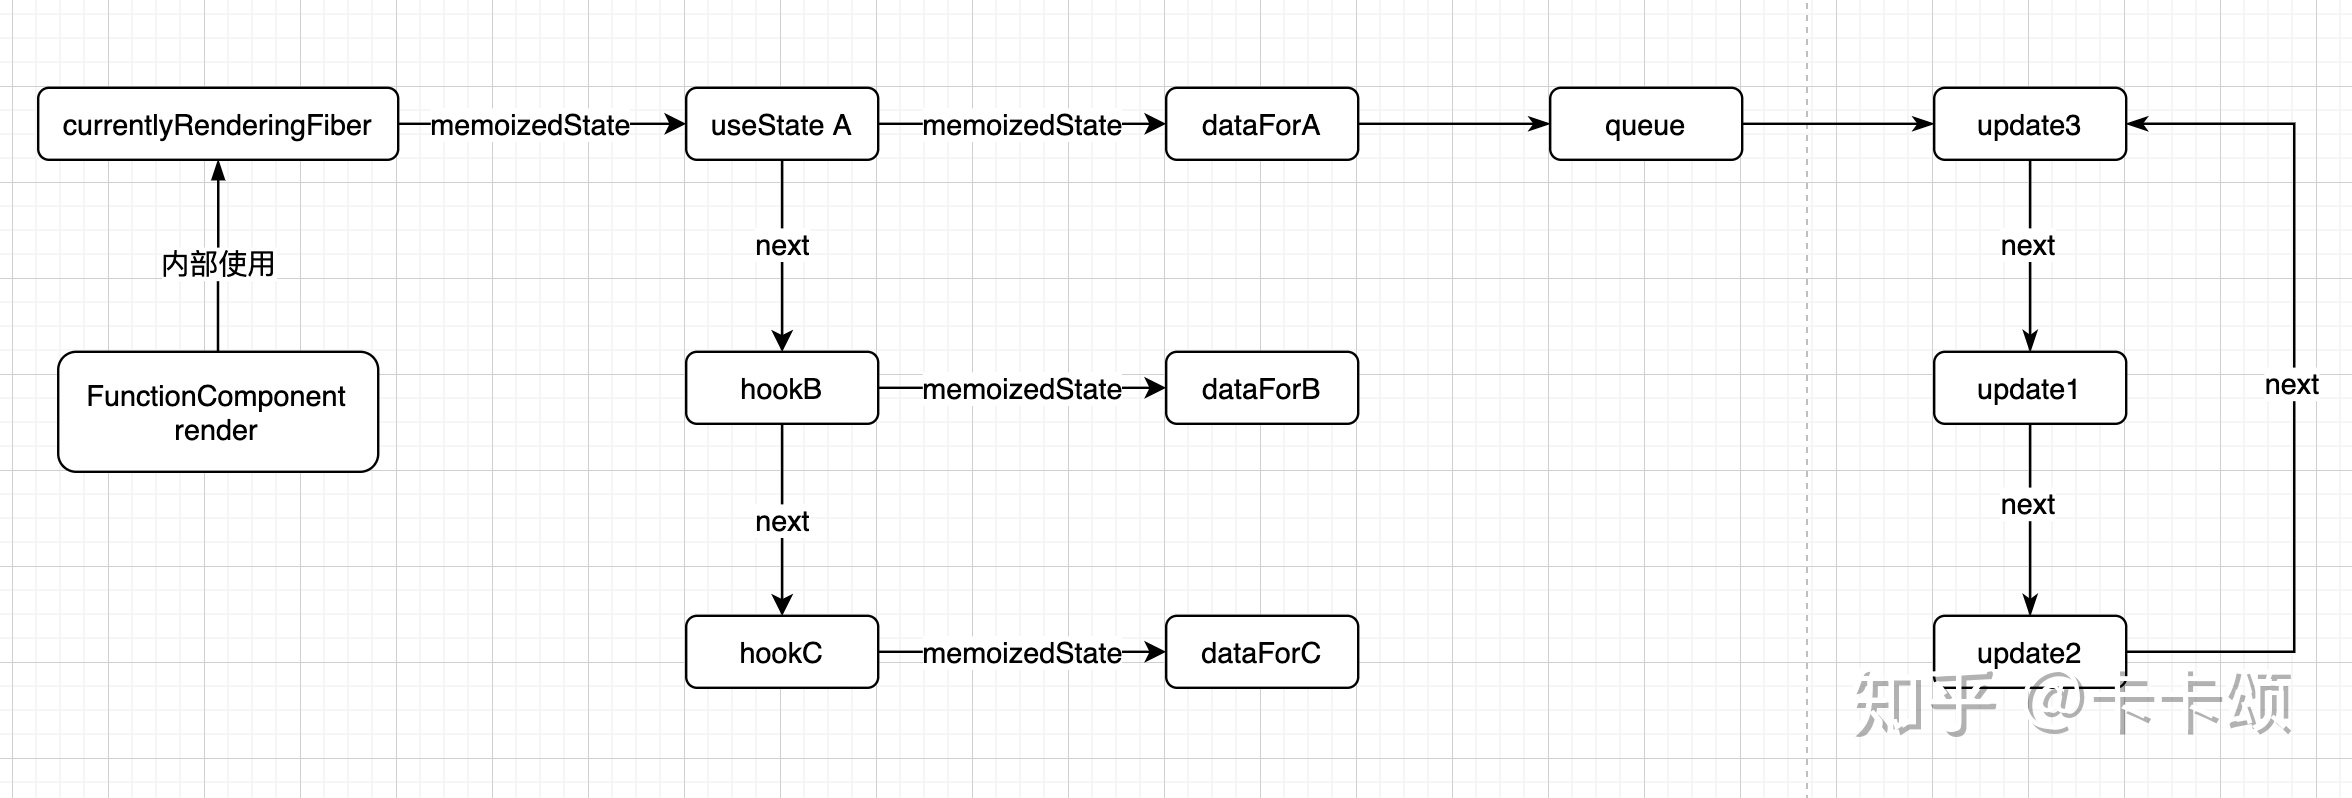 currentlyRenderingFiber
memoizedState
useState A
memoizedState
dataForA
queue
update3
内部使用
next
next
FunctionComponent
render
hookB
memoizedState
dataForB
update1
next
next
next
hookC
memoizedState
dataForC
update2
知乎 @卡卡颂